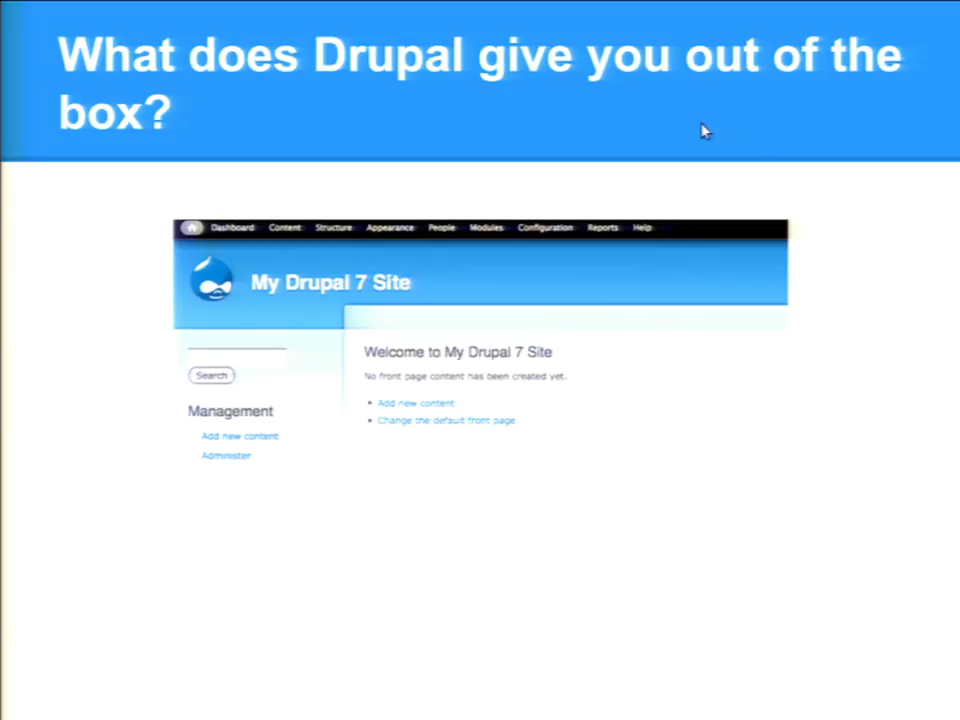 What does Drupal give you out of the
box?
Dashboard Content Structure Appearance People Modules Configuration Reports Help
My Drupal 7 Site
Search
Management
Add new content
Administer
Welcome to My Drupal 7 Site
No front page content has been created yet.
Add new content
Change the default front page